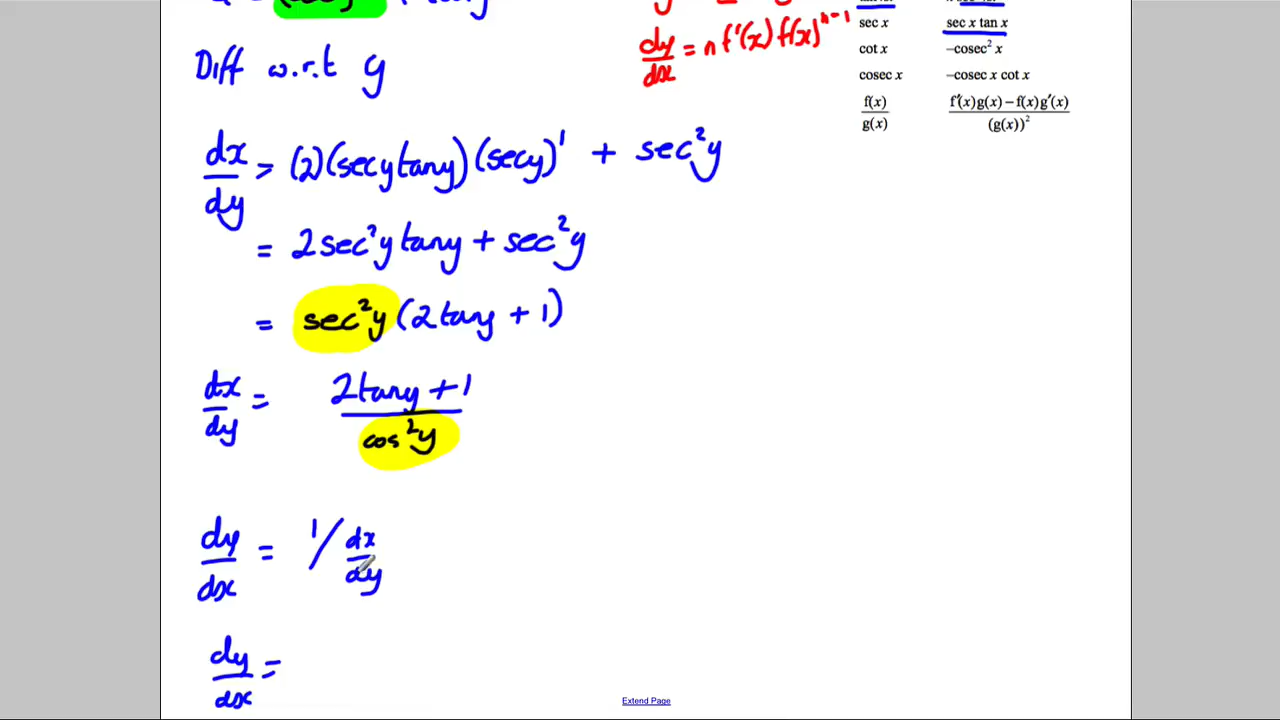 Diff w.r.t y
dy/dx = n f'(x) f(x)^n-1
sec x sec x tan x
cot x –cosec² x
cosec x –cosec x cot x
f(x)/g(x) f'(x)g(x) – f(x)g'(x)/(g(x))²
dx/dy = (2)(secy tany)(secy)^1 + sec²y
= 2sec²y tany + sec²y
= sec²y (2tany + 1)
dx/dy = 2tany + 1/cos²y
dy/dx = 1/dx/dy
dy/dx =
Extend Page